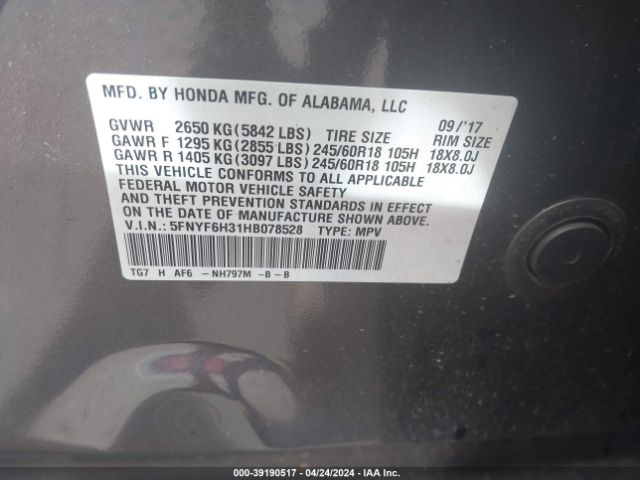 MFD. BY HONDA MFG. OF ALABAMA, LLC 09/'17
GVWR 2650 KG(5842 LBS) TIRE SIZE RIM SIZE
GAWR F 1295 KG(2855 LBS)245/60R18 105H 18X8.0J
GAWR R 1405 KG(3097 LBS)245/60R18 105H 18X8.0J
THIS VEHICLE CONFORMS TO ALL APPLICABLE
FEDERAL MOTOR VEHICLE SAFETY
AND THEFT PREVENTION STANDARDS IN EFFECT
ON THE DATE OF MANUFACTURE SHOWN ABOVE.
V.I.N.: 5FNYF6H31HB078528 TYPE: MPV
TG7 H AF6 -NH797M -B-B
000-39190517 - 04/24/2024 - IAA Inc.